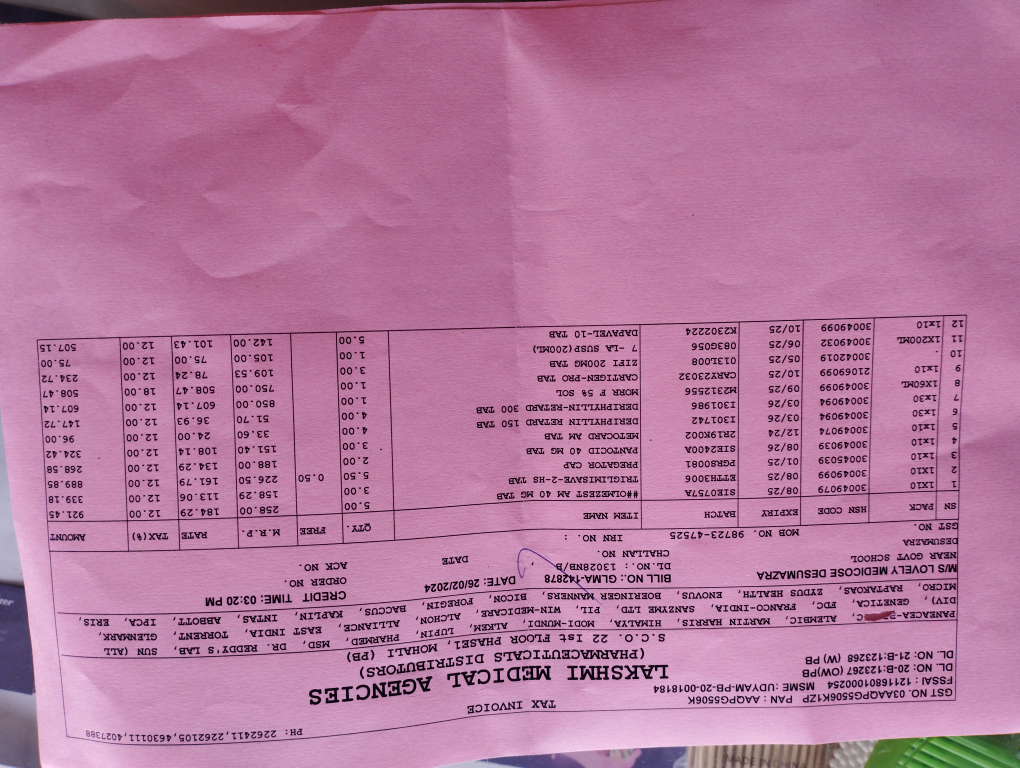 PH: 2262411,2262105,4630111,4027388
TAX INVOICE
GST NO. 03AAQPG5506K1ZP PAN : AAQPG5506K
FSSAI : 12116801000254 MSME :UDYAM-PB-20-0018184
DL. NO: 20-B:123267 (OW)PB
DL. NO: 21-B:123268 (W) PB
LAKSHMI MEDICAL AGENCIES
(PHARMACEUTICALS DISTRIBUTORS)
S.C.O. 22 1st FLOOR PHASE1 MOHALI (PB)
ALEMBIC, MARTIN HARRIS, HIMALYA, MODI-MUNDI, ALKEM, LUPIN, PHARMED, MSD, DR. REDDY'S LAB, SUN (ALL
DIV), GENETICA, FDC, FRANCO-INDIA, SANZYME LTD, PIL, WIN-MEDICARE, ALCHON, ALLIANCE, EAST INDIA, TORRENT, GLENMARK,
MICRO, RAPTAKOS, ZYDUS HEALTH, ENOVUS, BOERINGER MANNERS, BICON, FOREGIN, BACCUS, KAPLIN, INTAS, ABBOTT, IPCA, ERIS,
M/S LOVELY MEDICOSE DESUMAZRA BILL NO.: GLMA-142878 DATE: 26/02/2024 CREDIT TIME: 03:20 PM
NEAR GOVT SCHOOL DL.NO.: 13022BNB/B ORDER NO.
DESUMAZRA CHALLAN NO. DATE ACK NO.
GST NO. MOB NO. 98723-47525 IRN NO. :
SN PACK HSN CODE EXPIRY BATCH ITEM NAME QTY. FREE M.R.P. RATE TAX(%) AMOUNT
1 1X10 30049079 08/25 SIE0757A ##OLMEZEST AM 40 MG TAB 5.00 258.00 184.29 12.00 921.45
2 1X10 30049099 08/25 ETTH3006 TRIGLIMISAVE-2-HS TAB 3.00 158.29 113.06 12.00 339.18
3 1x10 30045039 01/25 PGRS0081 PREGATOR CAP 5.50 0.50 226.50 161.79 12.00 889.85
4 1x10 30049039 08/26 SIE2400A PANTOCID 40 MG TAB 2.00 188.00 134.29 12.00 268.58
5 1x10 30049074 12/24 2R2K002 METOCARD AM TAB 3.00 151.40 108.14 12.00 324.42
6 1x30 30049094 03/26 I301742 DERIPHYLLIN RETARD 150 TAB 4.00 33.60 24.00 12.00 96.00
7 1x30 30049094 03/26 I301986 DERIPHYLLIN-RETARD 300 TAB 4.00 51.70 36.93 12.00 147.72
8 1X60ML 30049099 09/25 M2312556 MORR F 5% SOL 1.00 850.00 607.14 12.00 607.14
9 1x10 21069099 10/25 CARY23032 CARTIGEN-PRO TAB 1.00 750.00 508.47 18.00 508.47
10 . 30042019 05/25 013L008 ZIFI 200MG TAB 3.00 109.53 78.24 12.00 234.72
11 1X200ML 30049032 06/25 0B36056 7 -LA SUSP(200ML) 1.00 105.00 75.00 12.00 75.00
12 1x10 30049099 10/25 K2302224 DAPAVEL-10 TAB 5.00 142.00 101.43 12.00 507.15